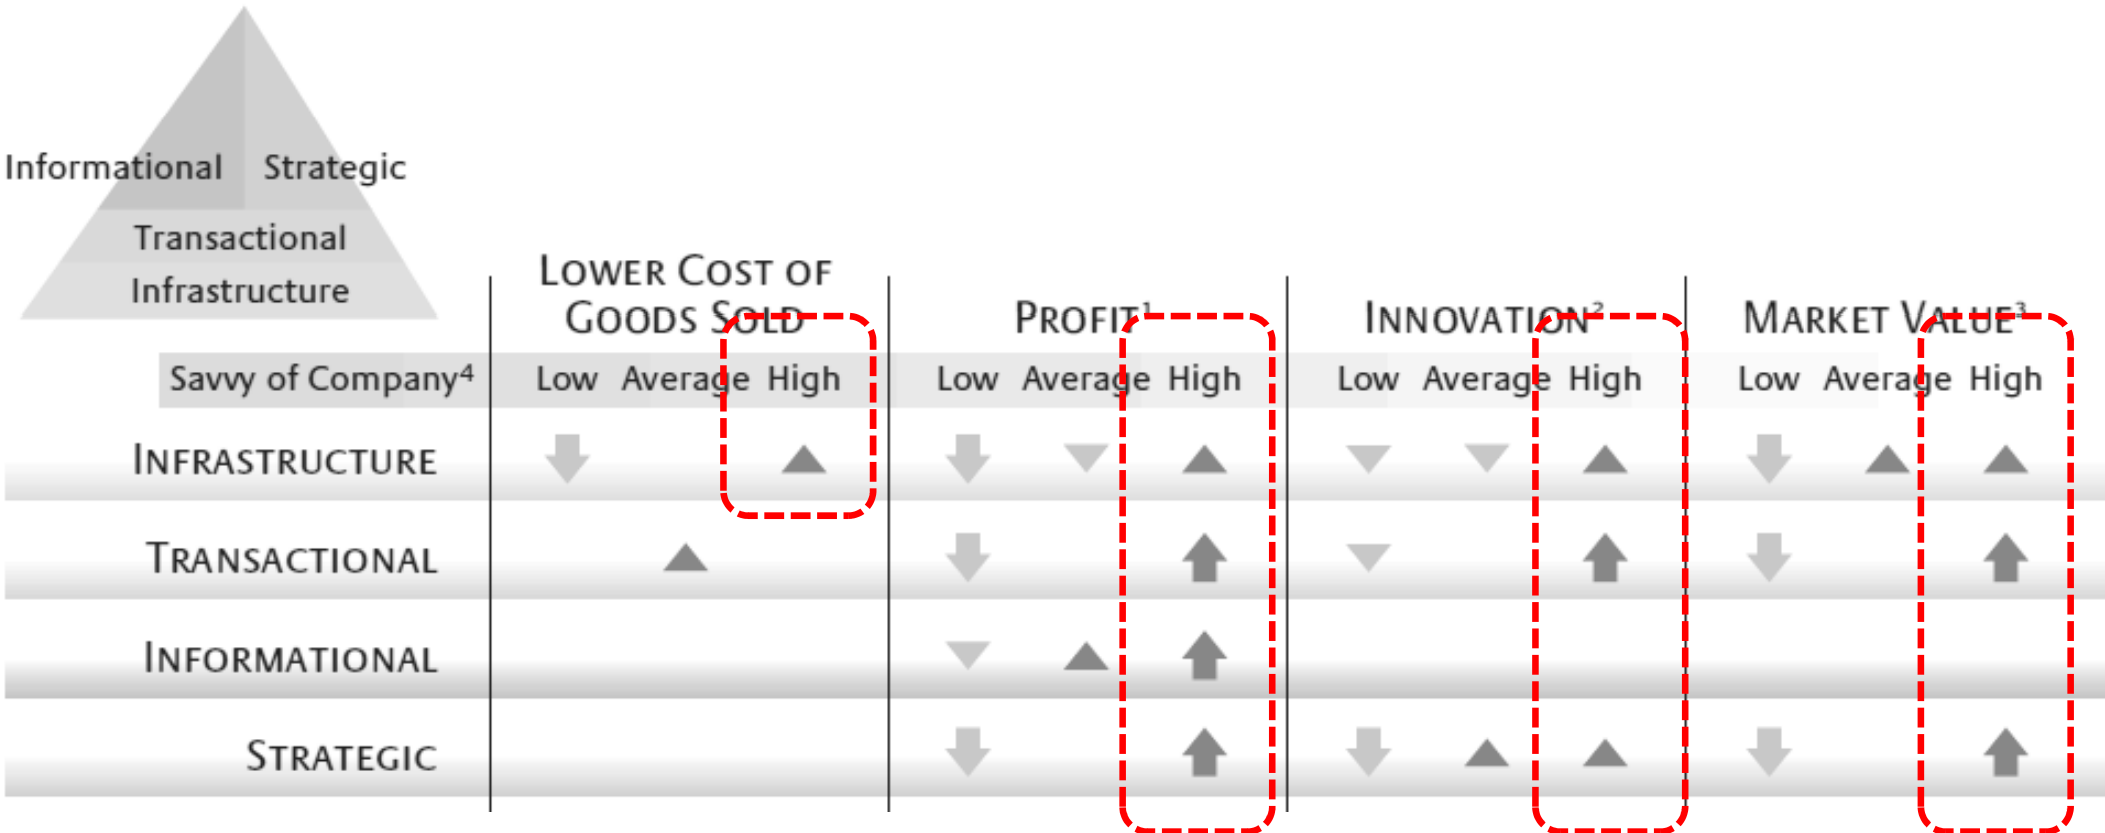 Informational Strategic
Transactional
Infrastructure
LOWER COST OF
GOODS SOLD PROFIT¹ INNOVATION² MARKET VALUE³
Savvy of Company⁴ Low Average High Low Average High Low Average High Low Average High
INFRASTRUCTURE
TRANSACTIONAL
INFORMATIONAL
STRATEGIC